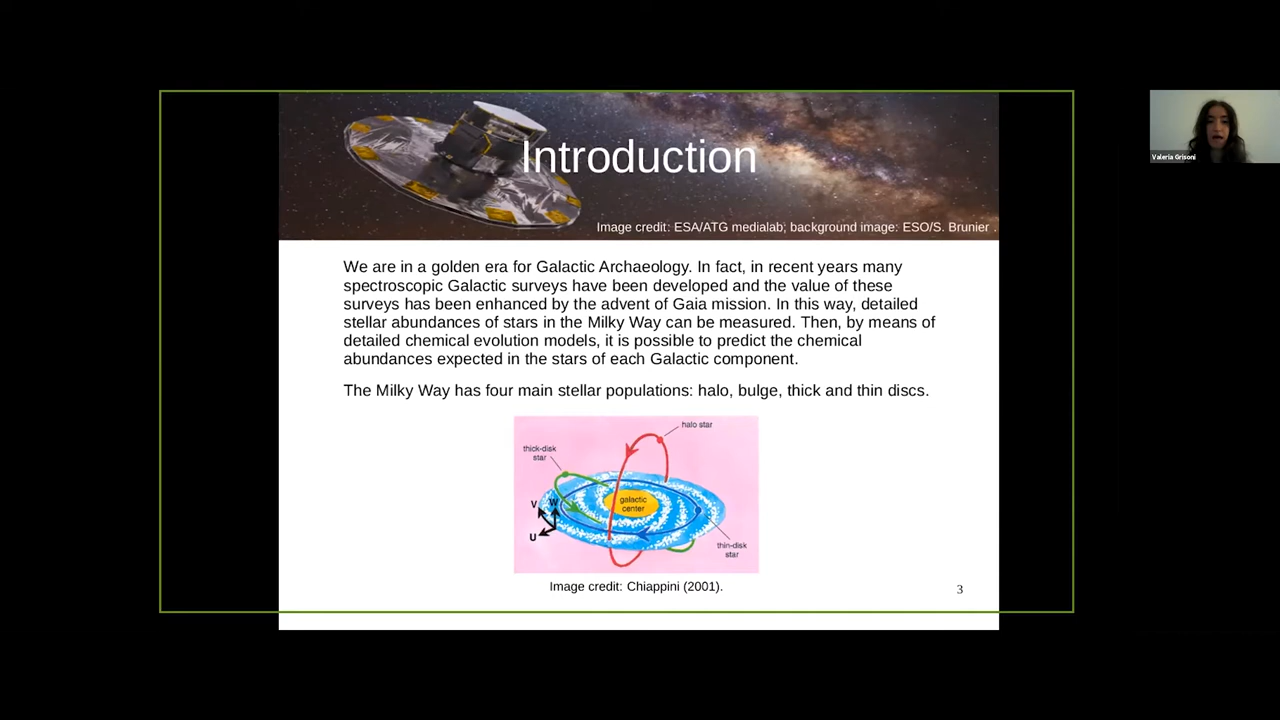 Introduction
Image credit: ESA/ATG medialab; background image: ESO/S. Brunier .
Valeria Grisoni
We are in a golden era for Galactic Archaeology. In fact, in recent years many
spectroscopic Galactic surveys have been developed and the value of these
surveys has been enhanced by the advent of Gaia mission. In this way, detailed
stellar abundances of stars in the Milky Way can be measured. Then, by means of
detailed chemical evolution models, it is possible to predict the chemical
abundances expected in the stars of each Galactic component.
The Milky Way has four main stellar populations: halo, bulge, thick and thin discs.
halo star
thick-disk
star
galactic
center
V
W
U
thin-disk
star
Image credit: Chiappini (2001).
3